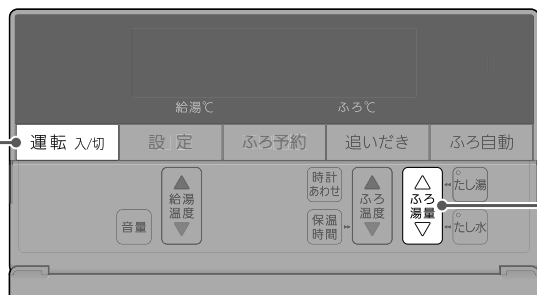 給湯℃ ふろ℃
運転 入/切 設定 ふろ予約 追いだき ふろ自動
音量
▲
給湯
温度
▼
時計
あわせ
保温
時間
▲
ふろ
温度
▼
△
ふろ
湯量
▽
たし湯
たし水